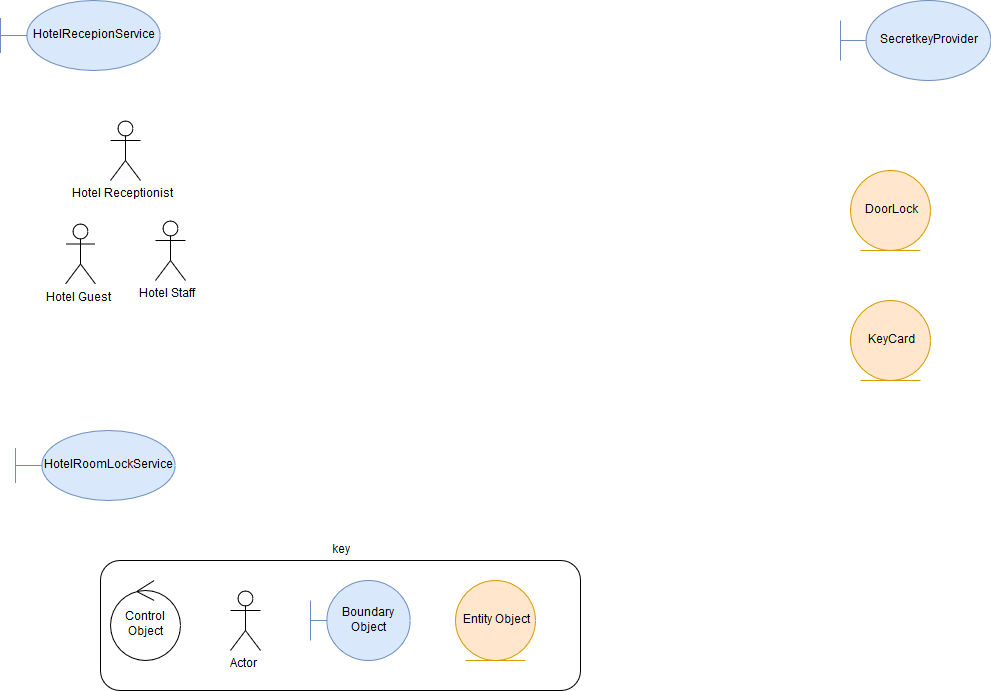 HotelRecepionService
SecretkeyProvider
Hotel Receptionist
DoorLock
Hotel Guest
Hotel Staff
KeyCard
HotelRoomLockService
key
Control
Object
Actor
Boundary
Object
Entity Object